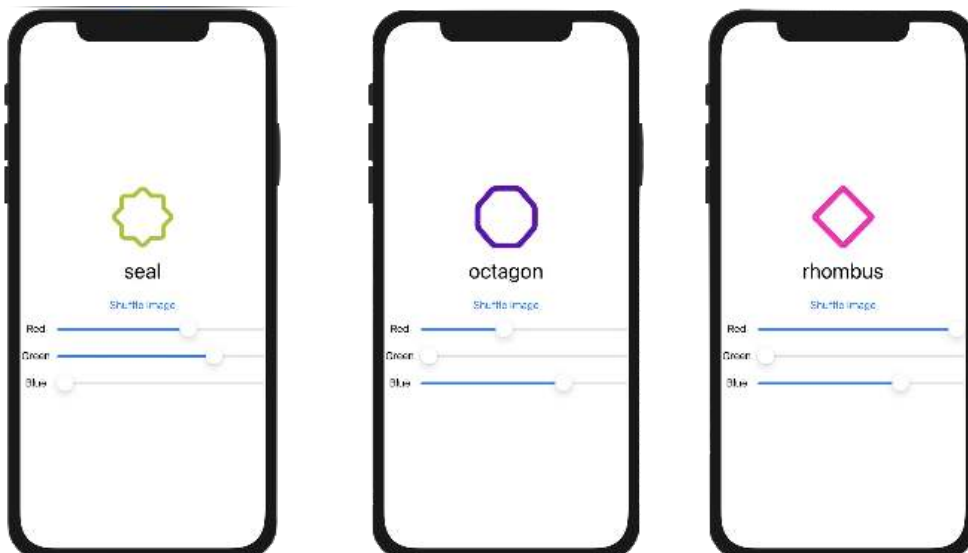 seal
Shuffle Image
Red
Green
Blue
octagon
Shuffle Image
Red
Green
Blue
rhombus
Shuffle Image
Red
Green
Blue